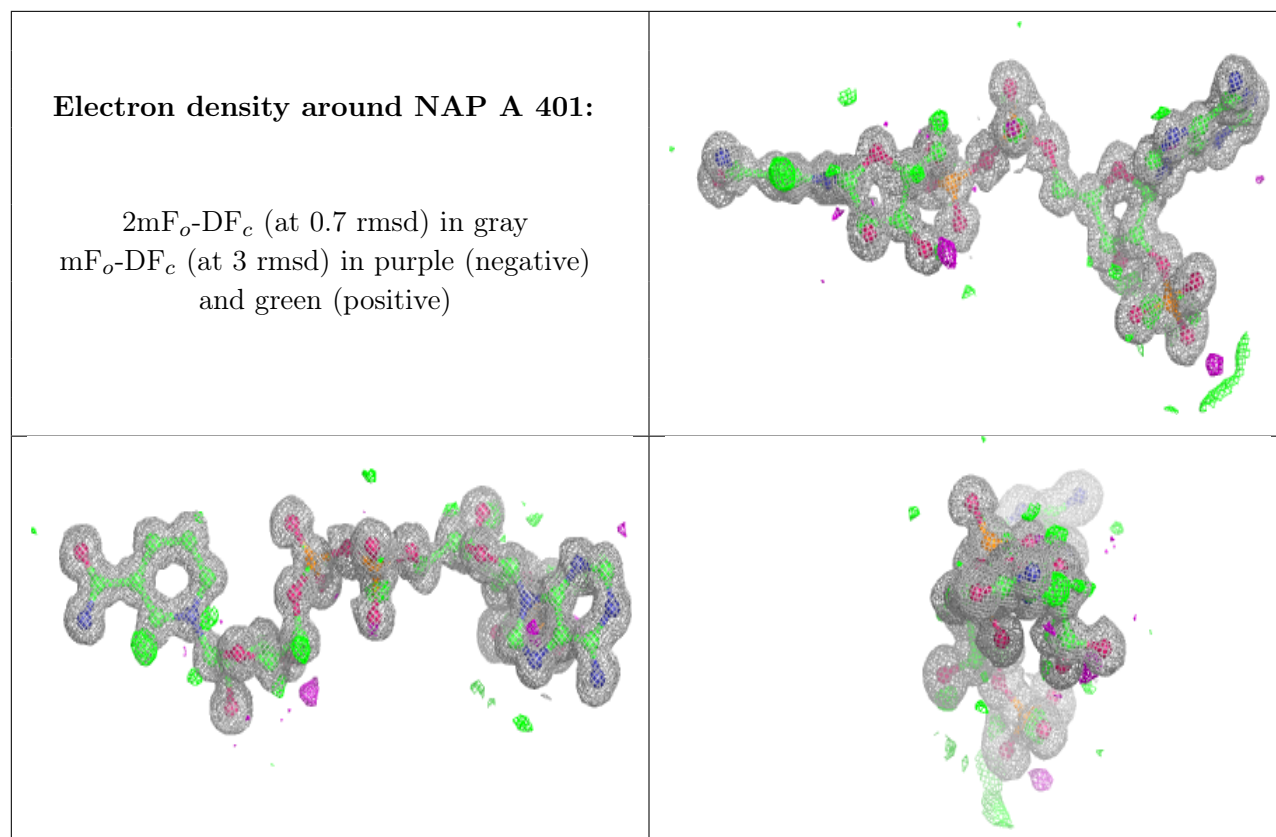 Electron density around NAP A 401:
2mFo-DFc (at 0.7 rmsd) in gray
mFo-DFc (at 3 rmsd) in purple (negative)
and green (positive)